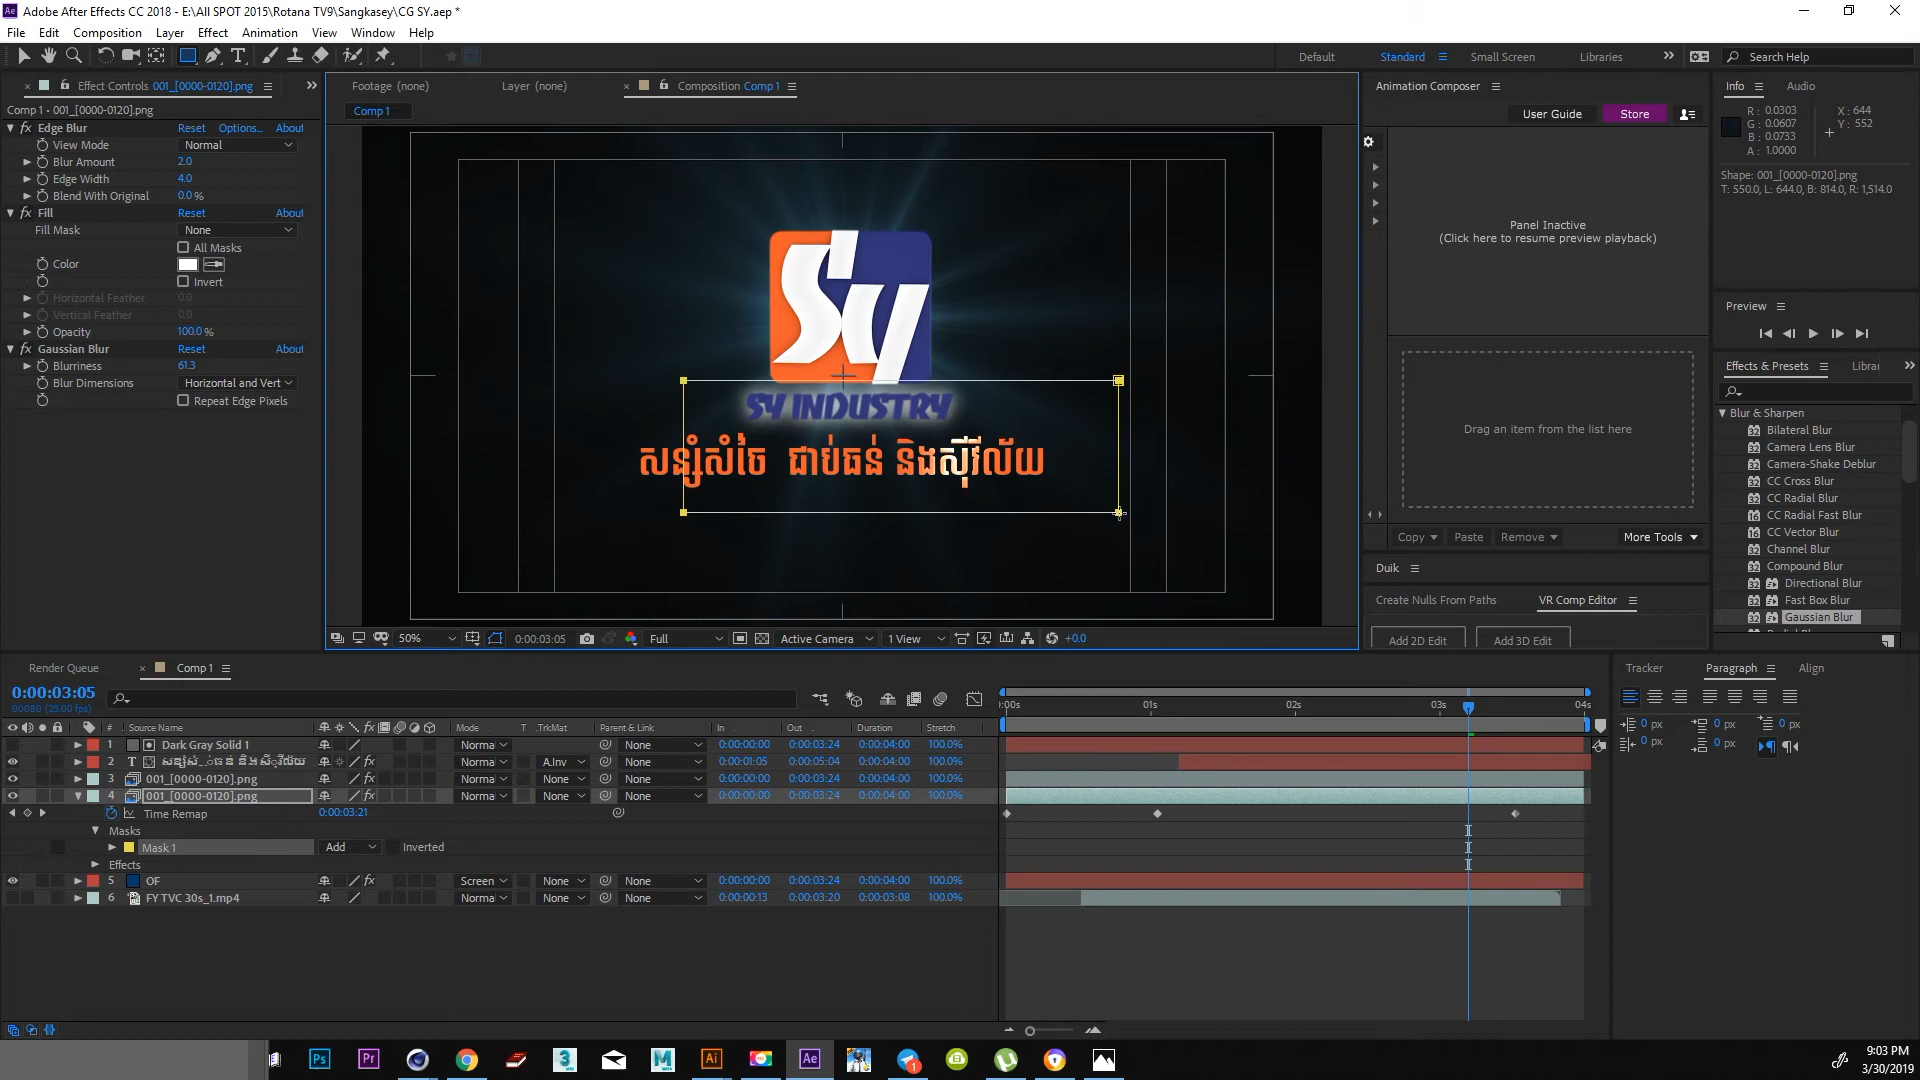 Adobe After Effects CC 2018 - E:\All SPOT 2015\Rotana TV9\Sangkasey\CG SY.aep *
File Edit Composition Layer Effect Animation View Window Help
Default Standard Small Screen Libraries Search Help
Effect Controls 001_[0000-0120].png
Comp 1 • 001_[0000-0120].png
Edge Blur Reset Options... About
View Mode Normal
Blur Amount 2.0
Edge Width 4.0
Blend With Original 0.0 %
Fill Reset About
Fill Mask None
All Masks
Color
Invert
Horizontal Feather 0.0
Vertical Feather 0.0
Opacity 100.0 %
Gaussian Blur Reset About
Blurriness 61.3
Blur Dimensions Horizontal and Vert
Repeat Edge Pixels
Footage (none) Layer (none) Composition Comp 1
Comp 1
Sy
SY INDUSTRY
សន្សំសំចៃ ជាប់ធន់ និងស៊ីវីល័យ
50% 0:00:03:05 Full Active Camera 1 View +0.0
Animation Composer
User Guide Store
Panel Inactive
(Click here to resume preview playback)
Drag an item from the list here
Copy Paste Remove More Tools
Duik
Create Nulls From Paths VR Comp Editor
Add 2D Edit Add 3D Edit
Info Audio
R : 0.0303 X : 644
G : 0.0607 Y : 552
B : 0.0733
A : 1.0000
Shape: 001_[0000-0120].png
T: 550.0, L: 644.0, B: 814.0, R: 1,514.0
Preview
Effects & Presets Librar
Blur & Sharpen
Bilateral Blur
Camera Lens Blur
Camera-Shake Deblur
CC Cross Blur
CC Radial Blur
CC Radial Fast Blur
CC Vector Blur
Channel Blur
Compound Blur
Directional Blur
Fast Box Blur
Gaussian Blur
Render Queue Comp 1
0:00:03:05
00080 (25.00 fps)
# Source Name Mode T TrkMat Parent & Link In Out Duration Stretch
:00s 01s 02s 03s 04s
1 Dark Gray Solid 1 Norma None 0:00:00:00 0:00:03:24 0:00:04:00 100.0%
2 Norma A.Inv None 0:00:01:05 0:00:05:04 0:00:04:00 100.0%
3 001_[0000-0120].png Norma None None 0:00:00:00 0:00:03:24 0:00:04:00 100.0%
4 001_[0000-0120].png Norma None None 0:00:00:00 0:00:03:24 0:00:04:00 100.0%
Time Remap 0:00:03:21
Masks
Mask 1 Add Inverted
Effects
5 OF Screen None None 0:00:00:00 0:00:03:24 0:00:04:00 100.0%
6 FY TVC 30s_1.mp4 Norma None None 0:00:00:13 0:00:03:20 0:00:03:08 100.0%
Tracker Paragraph Align
0 px 0 px 0 px
0 px 0 px
Ps Pr 3 M Ai Ae 1
9:03 PM
3/30/2019